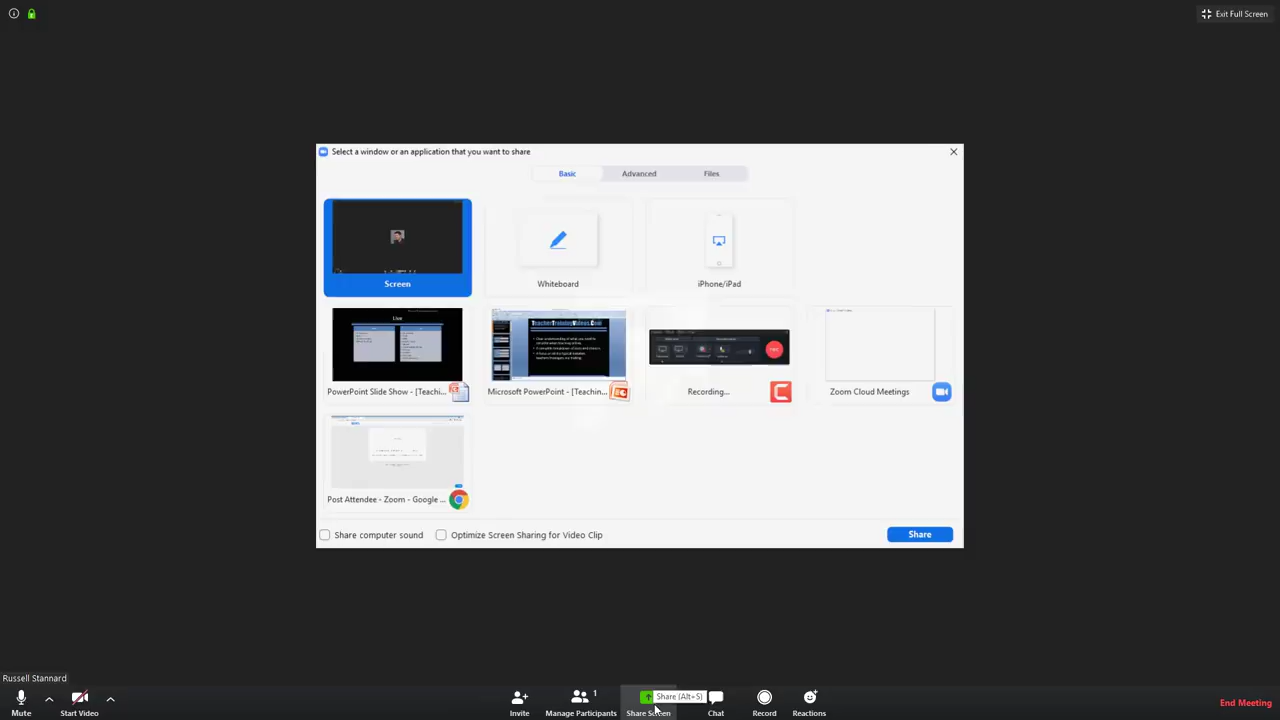 Exit Full Screen
Select a window or an application that you want to share
Basic Advanced Files
Screen Whiteboard iPhone/iPad
Live
TeacherTrainingVideos.Com
PowerPoint Slide Show - [Teachi... Microsoft PowerPoint - [Teachin... Recording... Zoom Cloud Meetings
Post Attendee - Zoom - Google ...
Share computer sound Optimize Screen Sharing for Video Clip Share
Russell Stannard
1 Share (Alt+S)
Mute Start Video Invite Manage Participants Share Screen Chat Record Reactions End Meeting